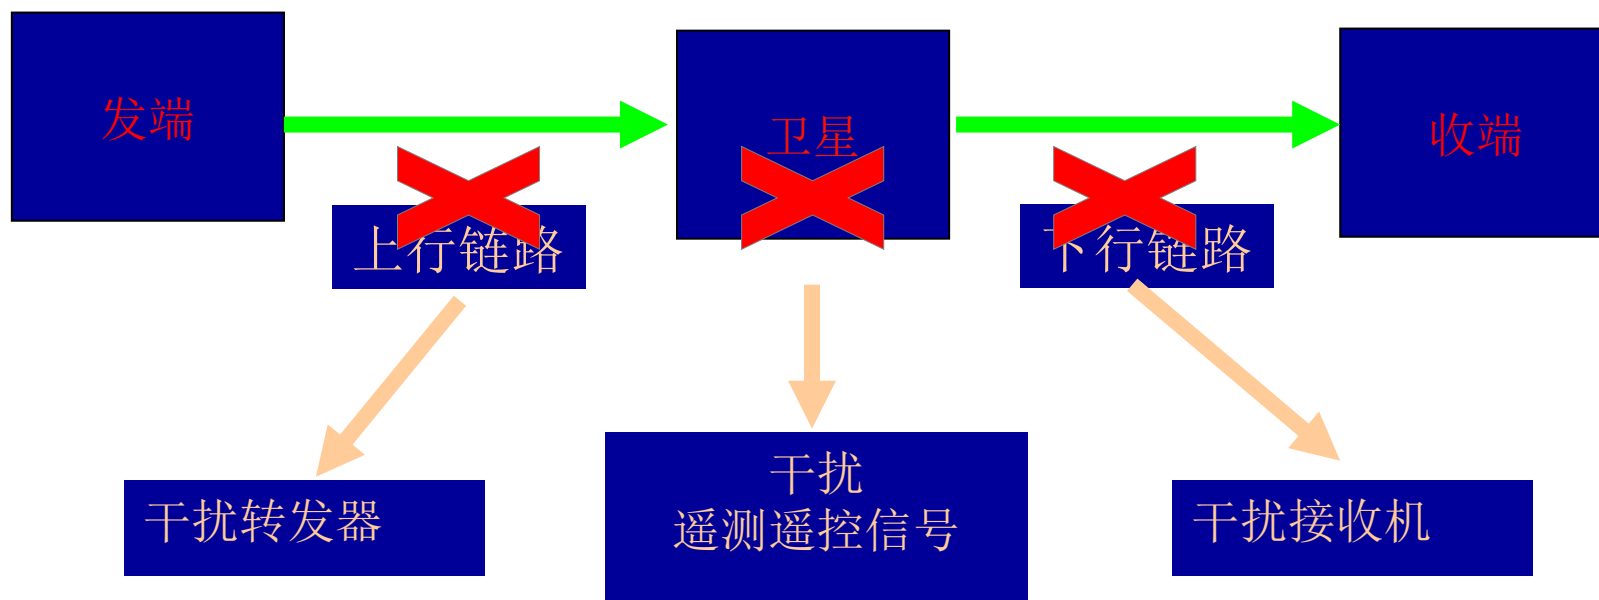 发端
卫星
收端
上行链路
下行链路
干扰转发器
干扰
遥测遥控信号
干扰接收机